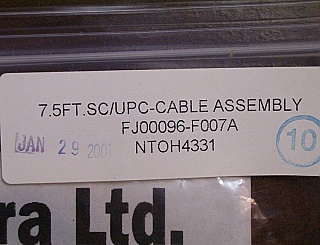 7.5FT.SC/UPC-CABLE ASSEMBLY
FJ00096-F007A
NTOH4331
JAN 29 2001
10
ra Ltd.